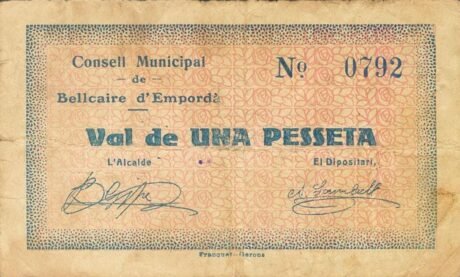 Consell Municipal
- de -
Bellcaire d'Empordà
Nº 0792
Val de UNA PESSETA
L'Alcalde
El Dipositari,
Franquet-Gerona